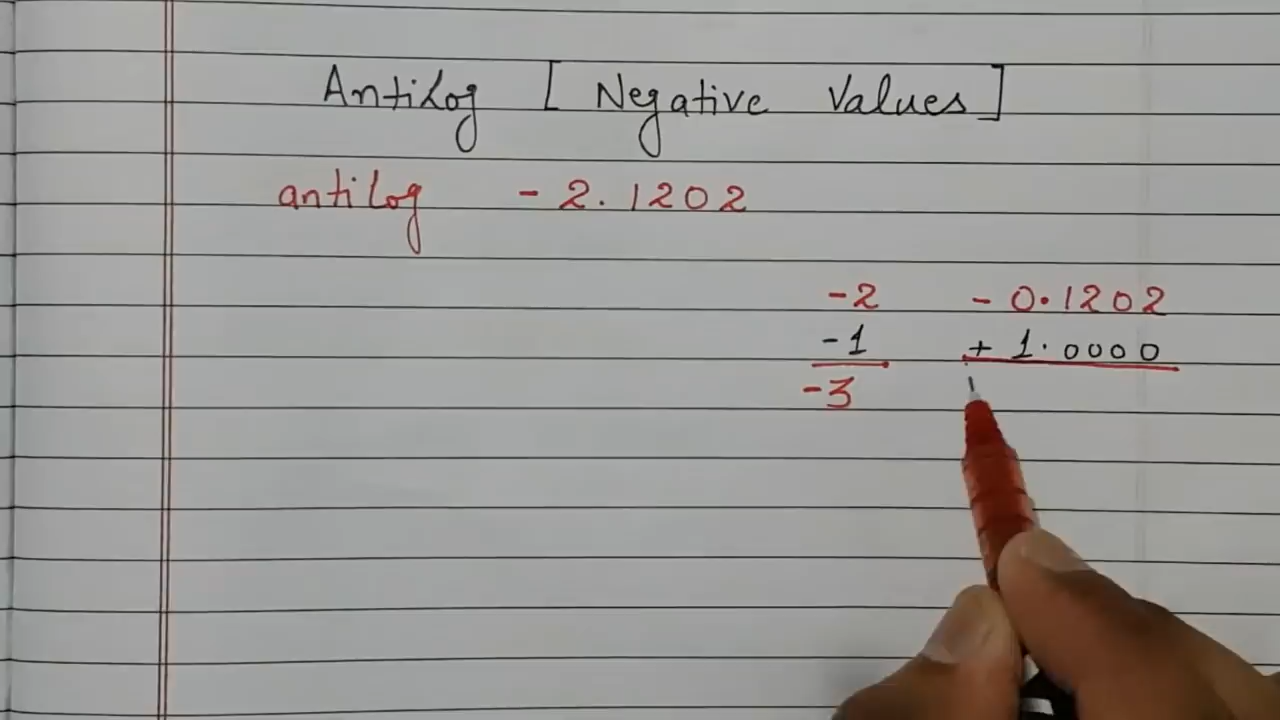 AntiLog [Negative Values]
antilog -2.1202
-2 -0.1202
-1 +1.0000
-3